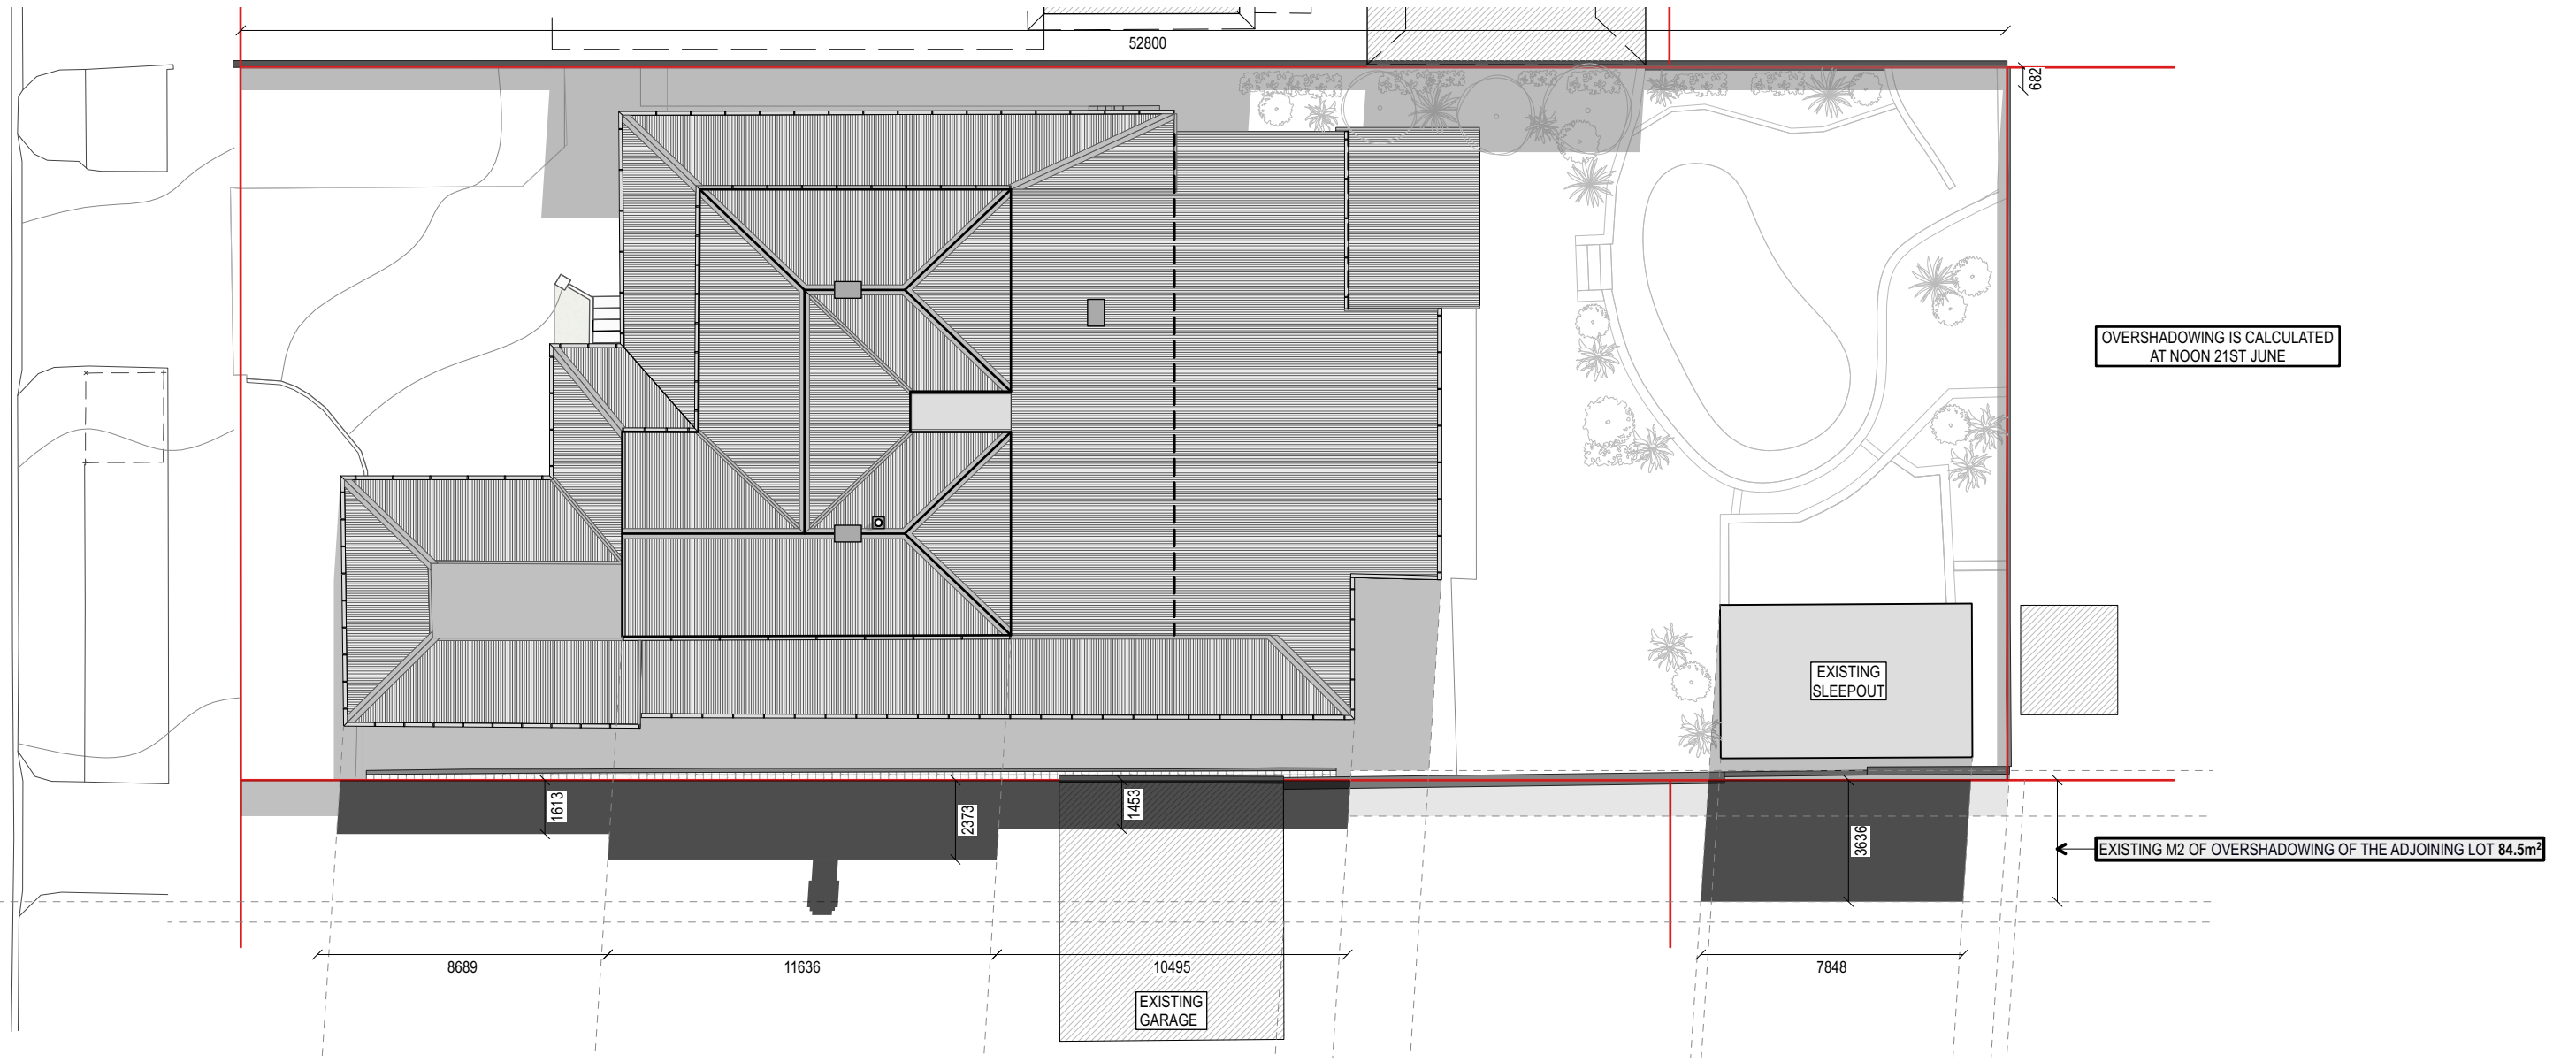 52800
682
OVERSHADOWING IS CALCULATED
AT NOON 21ST JUNE
EXISTING
SLEEPOUT
1613
2373
1453
3636
EXISTING M2 OF OVERSHADOWING OF THE ADJOINING LOT 84.5m²
8689
11636
10495
7848
EXISTING
GARAGE